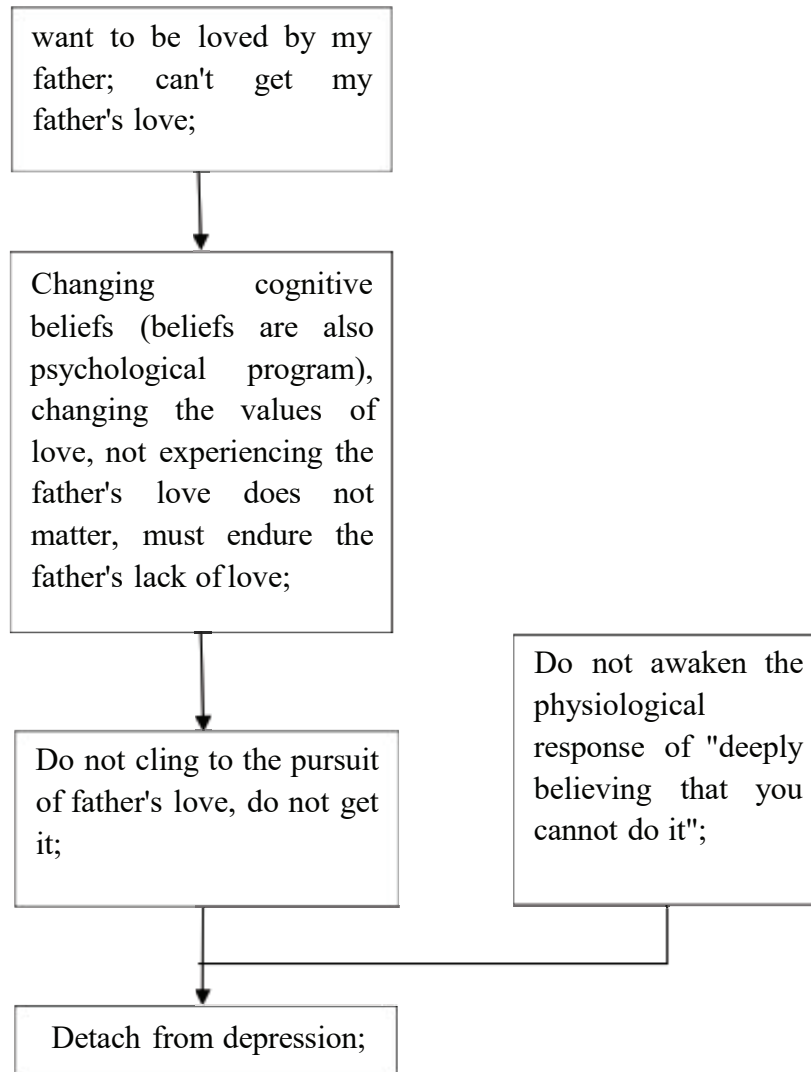 want to be loved by my
father; can't get my
father's love;
Changing cognitive
beliefs (beliefs are also
psychological program),
changing the values of
love, not experiencing the
father's love does not
matter, must endure the
father's lack of love;
Do not cling to the pursuit
of father's love, do not get
it;
Do not awaken the
physiological
response of "deeply
believing that you
cannot do it";
Detach from depression;